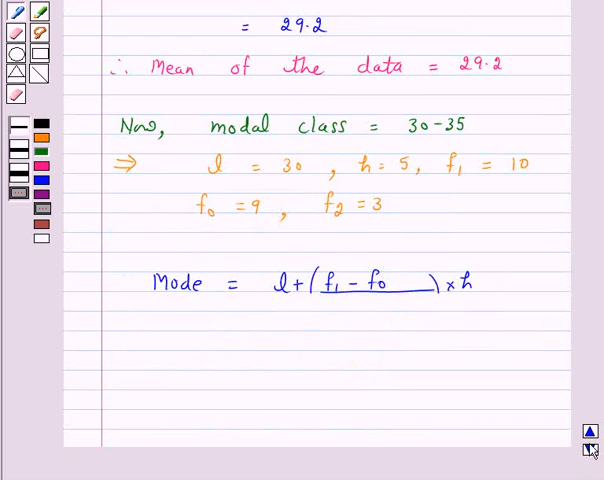 = 29.2
∴ Mean of the data = 29.2
Now, modal class = 30-35
⇒ l = 30, h = 5, f₁ = 10
f₀ = 9, f₂ = 3
Mode = l + (f₁ - f₀ ) × h